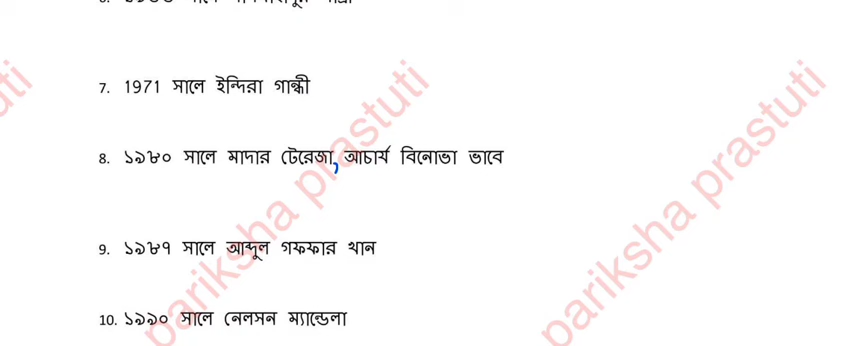 7. 1971 সালে ইন্দিরা গান্ধী
8. ১৯৮০ সালে মাদার টেরেজা, আচার্য বিনোভা ভাবে
9. ১৯৮৭ সালে আব্দুল গফফার খান
10. ১৯৯০ সালে নেলসন ম্যান্ডেলা
pariksha prastuti
pariksha prastuti